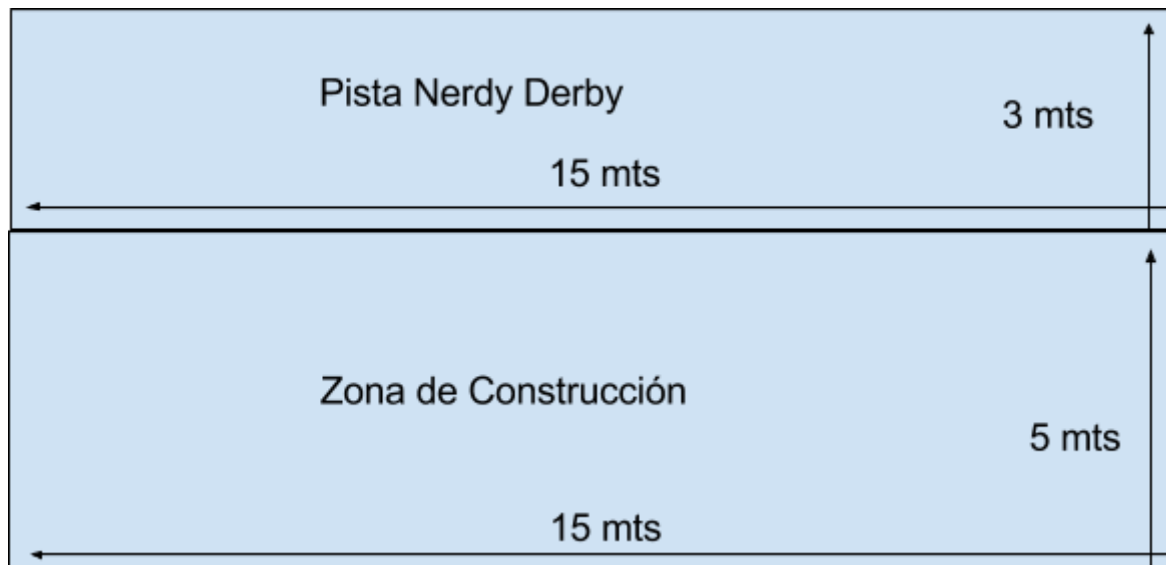 Pista Nerdy Derby
3 mts
15 mts
Zona de Construcción
5 mts
15 mts